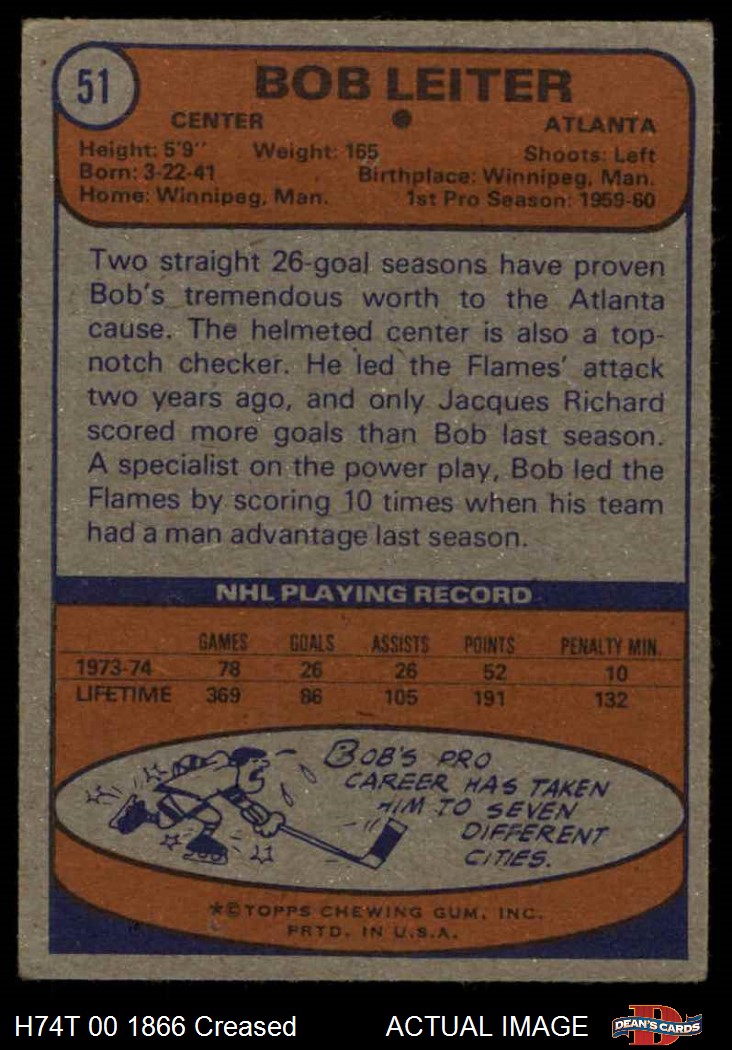 51
BOB LEITER
CENTER ATLANTA
Height: 5'9" Weight: 165 Shoots: Left
Born: 3-22-41 Birthplace: Winnipeg, Man.
Home: Winnipeg, Man. 1st Pro Season: 1959-60
Two straight 26-goal seasons have proven
Bob's tremendous worth to the Atlanta
cause. The helmeted center is also a top-
notch checker. He led the Flames' attack
two years ago, and only Jacques Richard
scored more goals than Bob last season.
A specialist on the power play, Bob led the
Flames by scoring 10 times when his team
had a man advantage last season.
NHL PLAYING RECORD
GAMES GOALS ASSISTS POINTS PENALTY MIN.
1973-74 78 26 26 52 10
LIFETIME 369 86 105 191 132
BOB'S PRO
CAREER HAS TAKEN
HIM TO SEVEN
DIFFERENT
CITIES.
*©TOPPS CHEWING GUM, INC.
PRTD. IN U.S.A.
H74T 00 1866 Creased ACTUAL IMAGE
D
DEAN'S CARDS